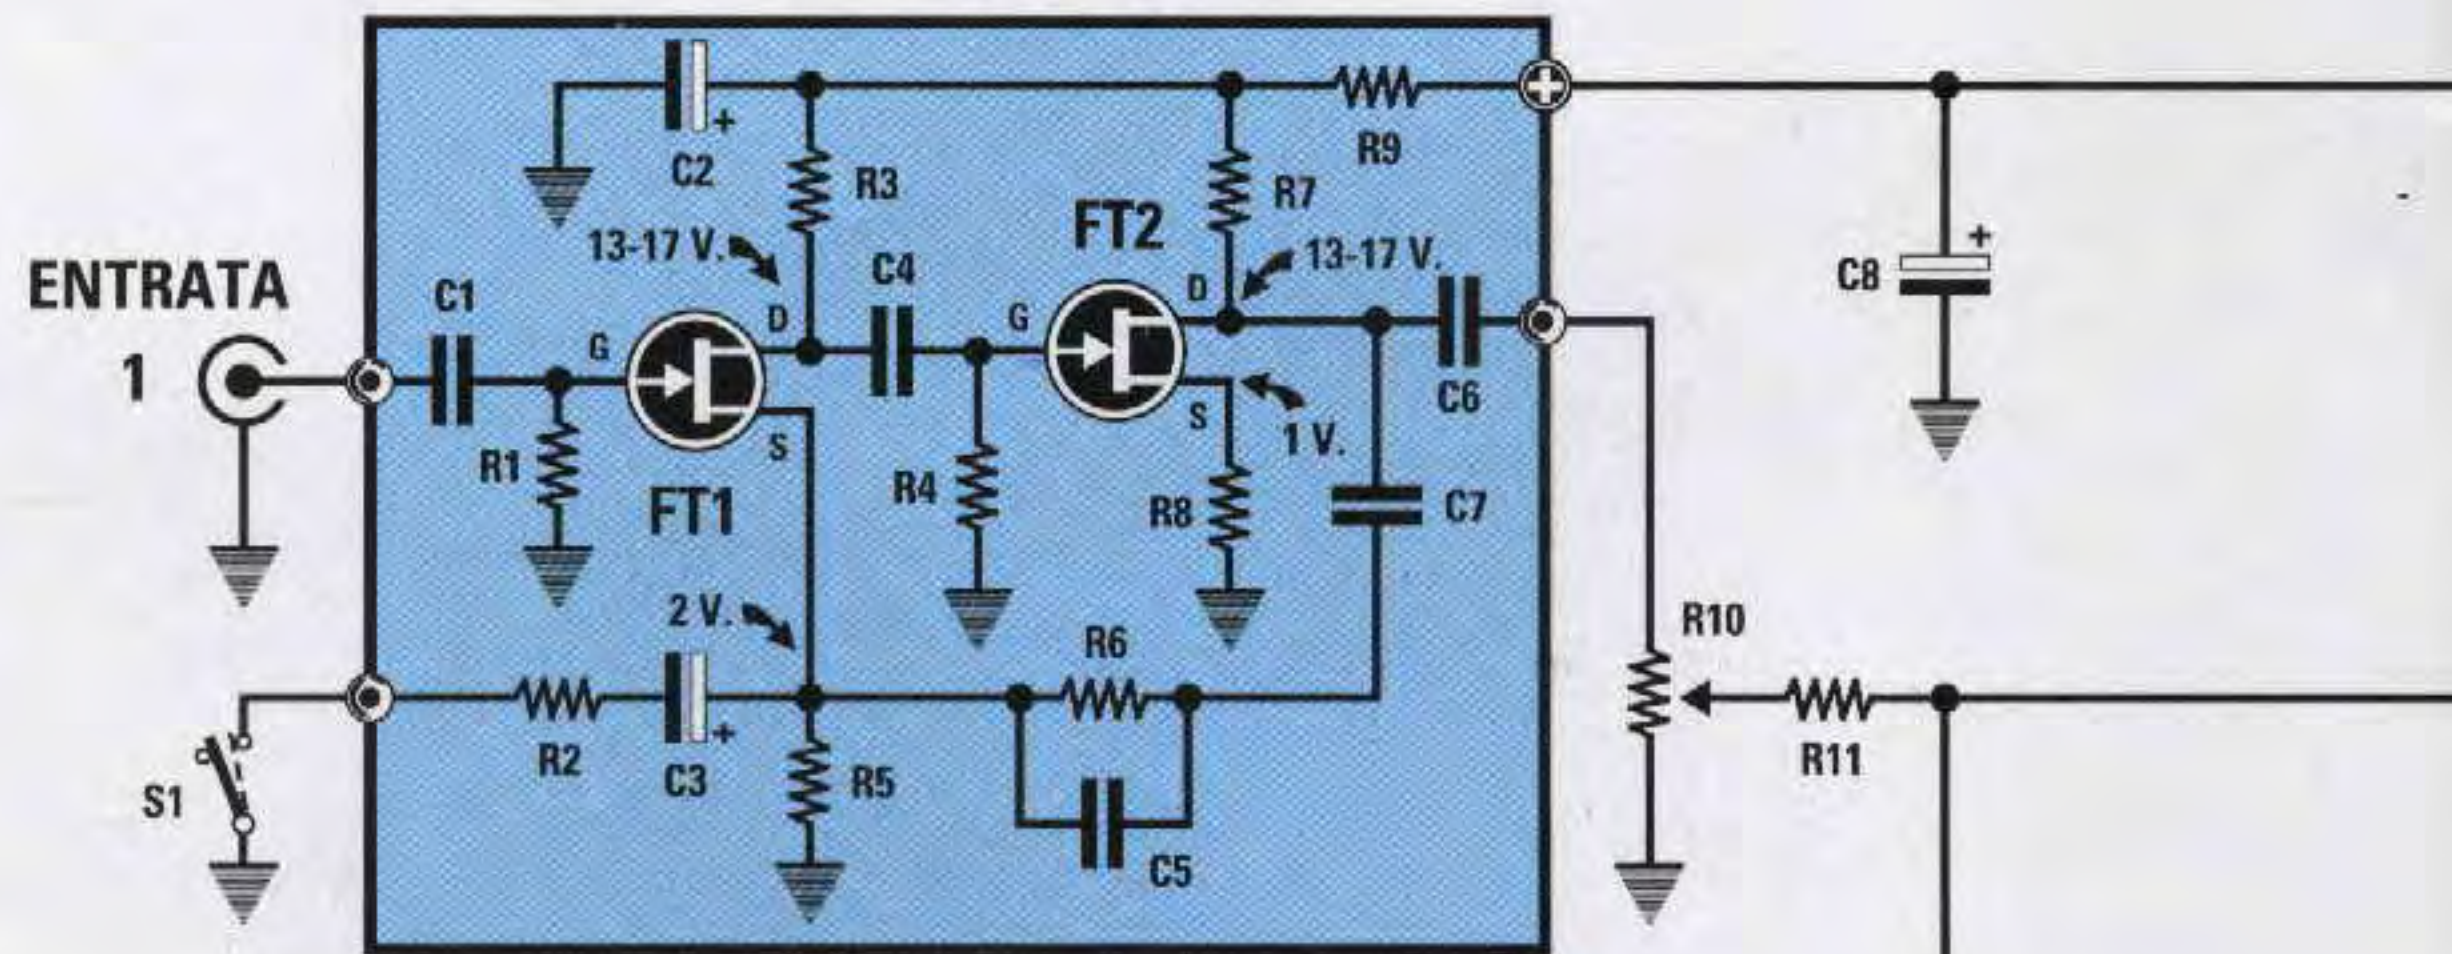 C2
+
R3
R9
R7
FT2
13-17 V.
D
13-17 V.
C4
G
D
ENTRATA
1
C1
G
S
C6
1 V.
R1
FT1
S
R4
R8
C7
C8
+
2 V.
R6
R10
R2
C3
+
R5
R11
S1
C5